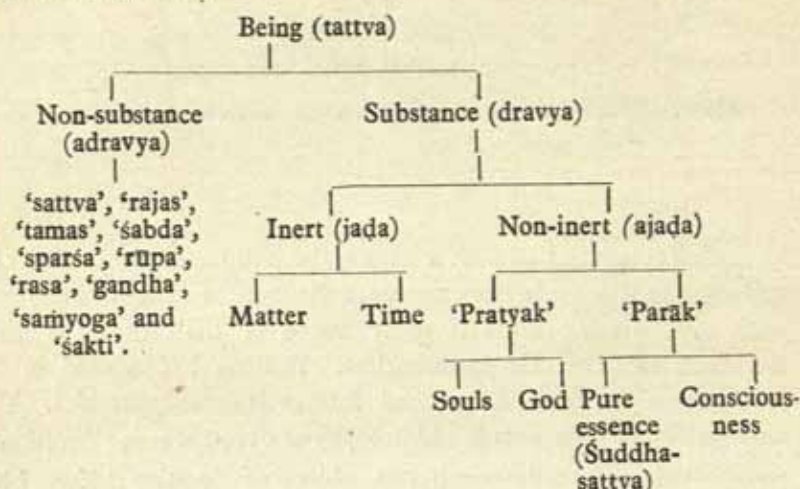 Being (tattva)
Non-substance
(adravya)
Substance (dravya)
'sattva', 'rajas',
'tamas', 'śabda',
'sparśa', 'rūpa',
'rasa', 'gandha',
'saṁyoga' and
'śakti'.
Inert (jaḍa)
Non-inert (ajaḍa)
Matter
Time
'Pratyak'
'Parāk'
Souls
God
Pure
essence
(Śuddha-
sattva)
Conscious-
ness